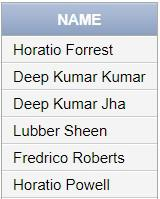 NAME
Horatio Forrest
Deep Kumar Kumar
Deep Kumar Jha
Lubber Sheen
Fredrico Roberts
Horatio Powell